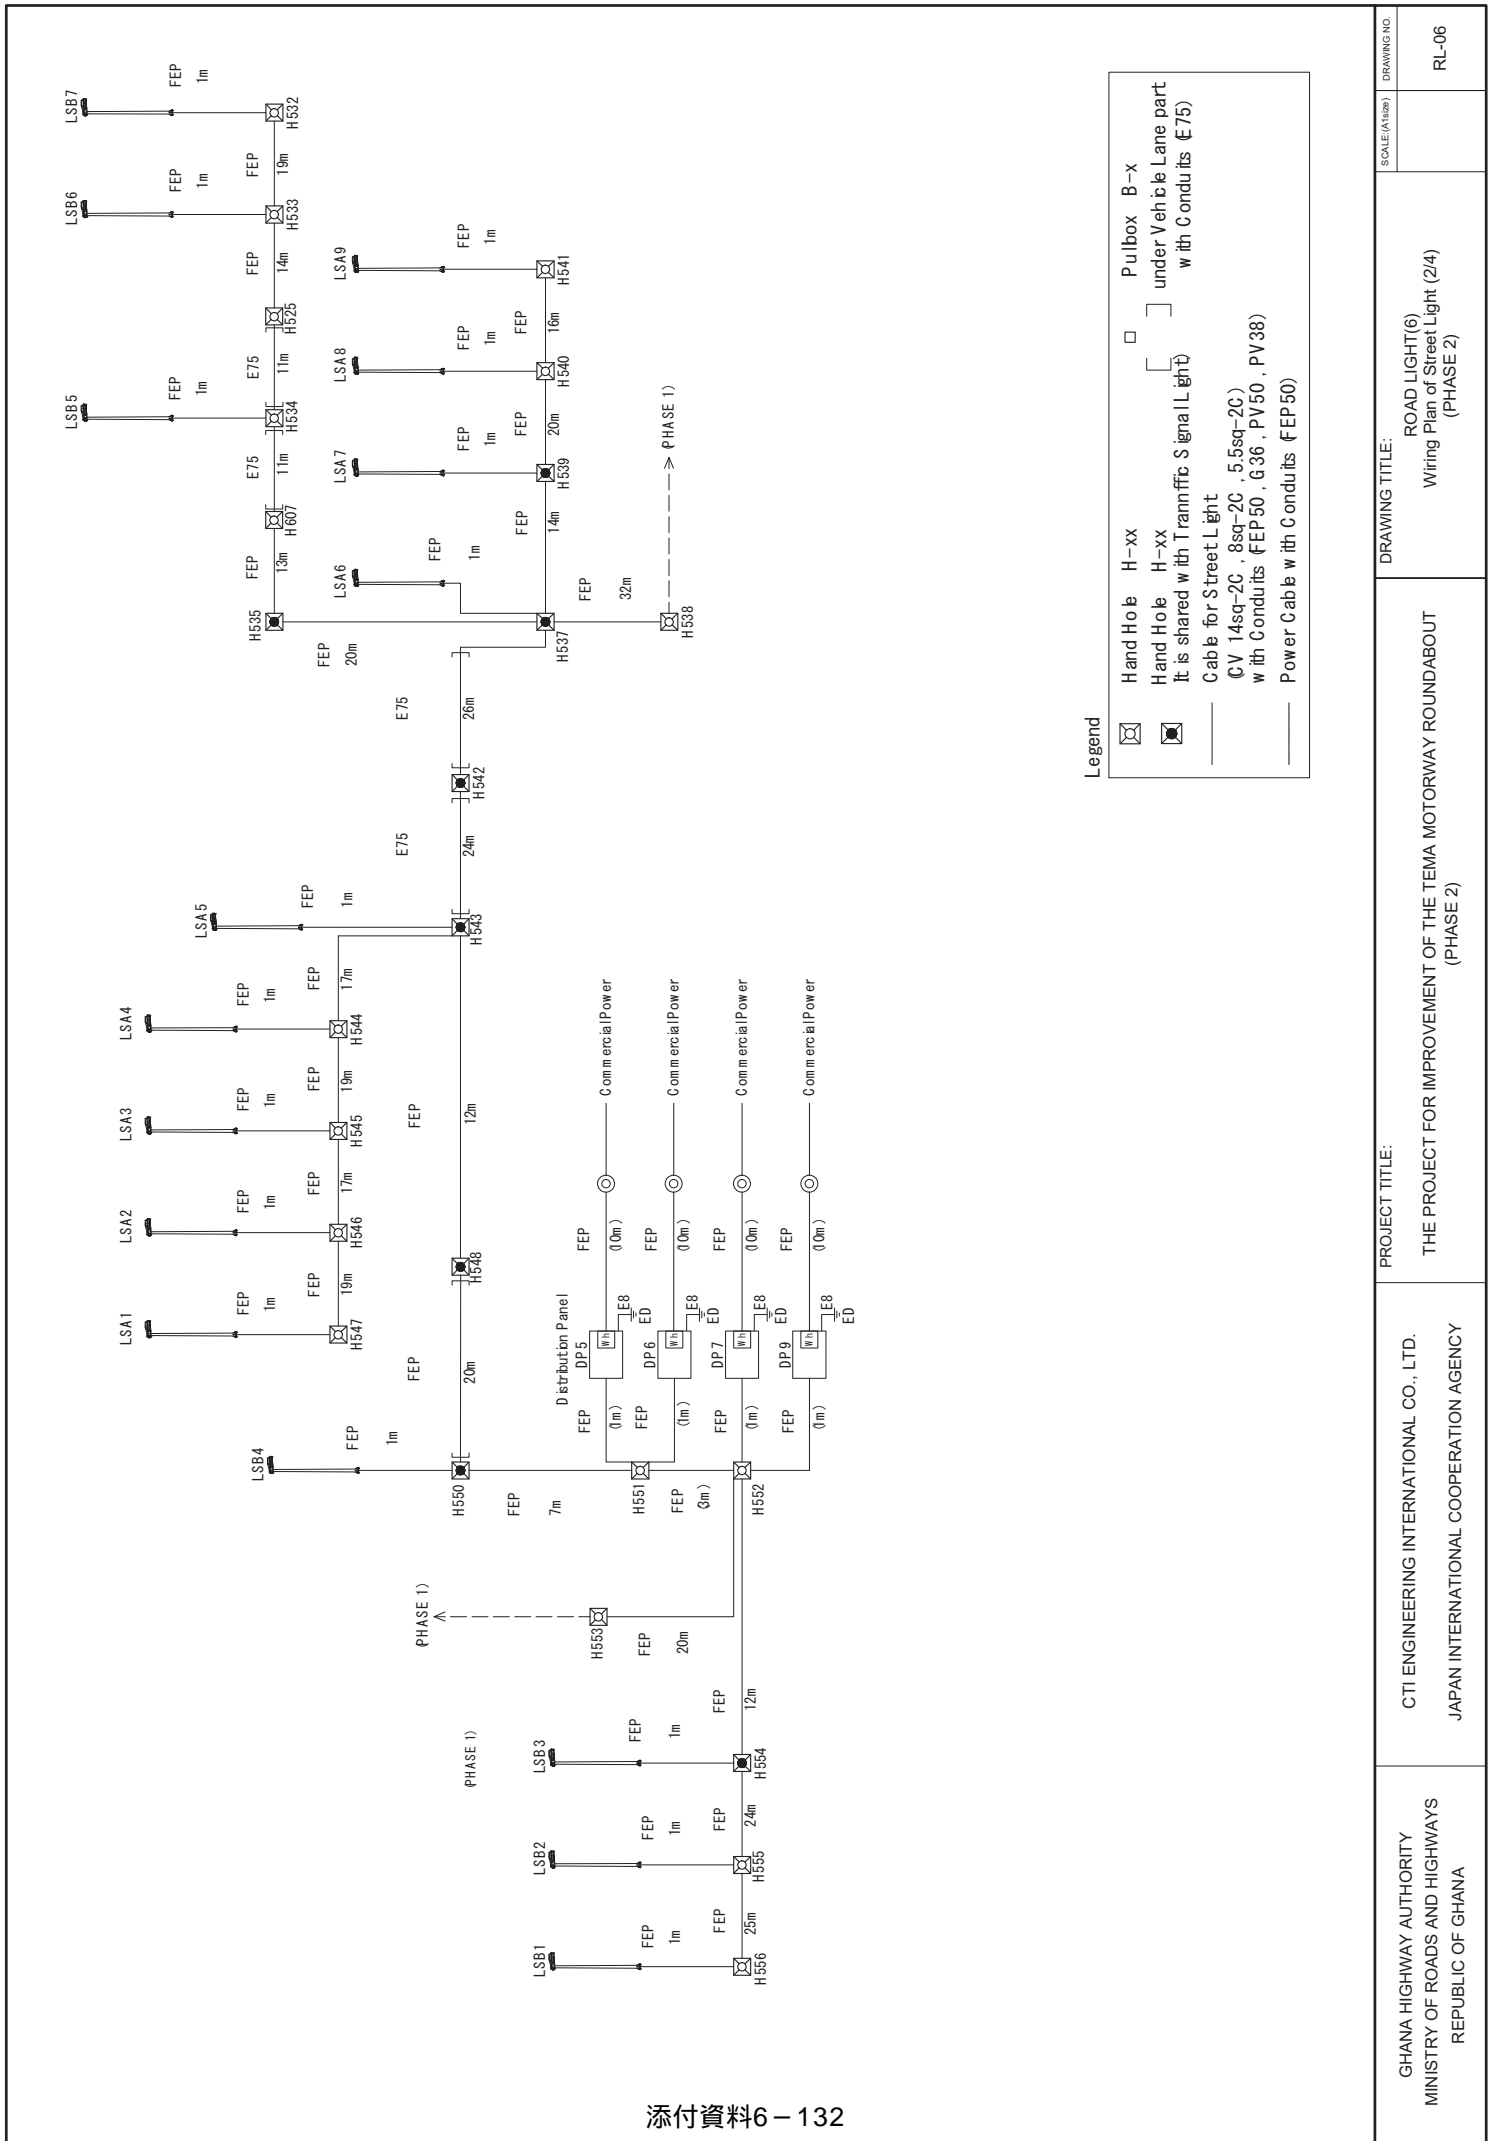 LSB7
FEP
1m
H532
FEP
19m
LSB6
FEP
1m
H533
FEP
14m
H525
E75
11m
LSB5
FEP
1m
H534
E75
11m
H607
FEP
13m
H535
FEP
20m
LSA9
FEP
1m
H541
FEP
16m
LSA8
FEP
1m
H540
FEP
20m
LSA7
FEP
1m
H539
FEP
14m
LSA6
FEP
1m
H537
FEP
32m
H538
(PHASE 1)
E75
26m
H542
E75
24m
LSA5
FEP
1m
H543
FEP
17m
LSA4
FEP
1m
H544
FEP
19m
LSA3
FEP
1m
H545
FEP
17m
LSA2
FEP
1m
H546
FEP
19m
LSA1
FEP
1m
H547
FEP
12m
H548
FEP
20m
LSB4
FEP
1m
H550
FEP
7m
H551
FEP
(3m)
H552
Distribution Panel
DP5
Wh
E8
ED
FEP
(1m)
FEP
(10m)
Commercial Power
DP6
Wh
E8
ED
FEP
(1m)
FEP
(10m)
Commercial Power
DP7
Wh
E8
ED
FEP
(1m)
FEP
(10m)
Commercial Power
DP9
Wh
E8
ED
FEP
(1m)
FEP
(10m)
Commercial Power
(PHASE 1)
H553
FEP
20m
(PHASE 1)
FEP
12m
LSB3
FEP
1m
H554
FEP
24m
LSB2
FEP
1m
H555
FEP
25m
LSB1
FEP
1m
H556
Legend
Hand Hole H-xx
Hand Hole H-xx
It is shared with Trannffic Signal Light)
Cable for Street Light
(CV 14sq-2C , 8sq-2C , 5.5sq-2C)
with Conduits (FEP50 , G36 , PV50 , PV38)
Power Cable with Conduits (FEP50)
Pulbox B-x
under Vehicle Lane part
with Conduits (E75)
GHANA HIGHWAY AUTHORITY
MINISTRY OF ROADS AND HIGHWAYS
REPUBLIC OF GHANA
CTI ENGINEERING INTERNATIONAL CO., LTD.
JAPAN INTERNATIONAL COOPERATION AGENCY
PROJECT TITLE:
THE PROJECT FOR IMPROVEMENT OF THE TEMA MOTORWAY ROUNDABOUT
(PHASE 2)
DRAWING TITLE:
ROAD LIGHT(6)
Wiring Plan of Street Light (2/4)
(PHASE 2)
SCALE:(A1size)
DRAWING NO.
RL-06
添付資料6－132